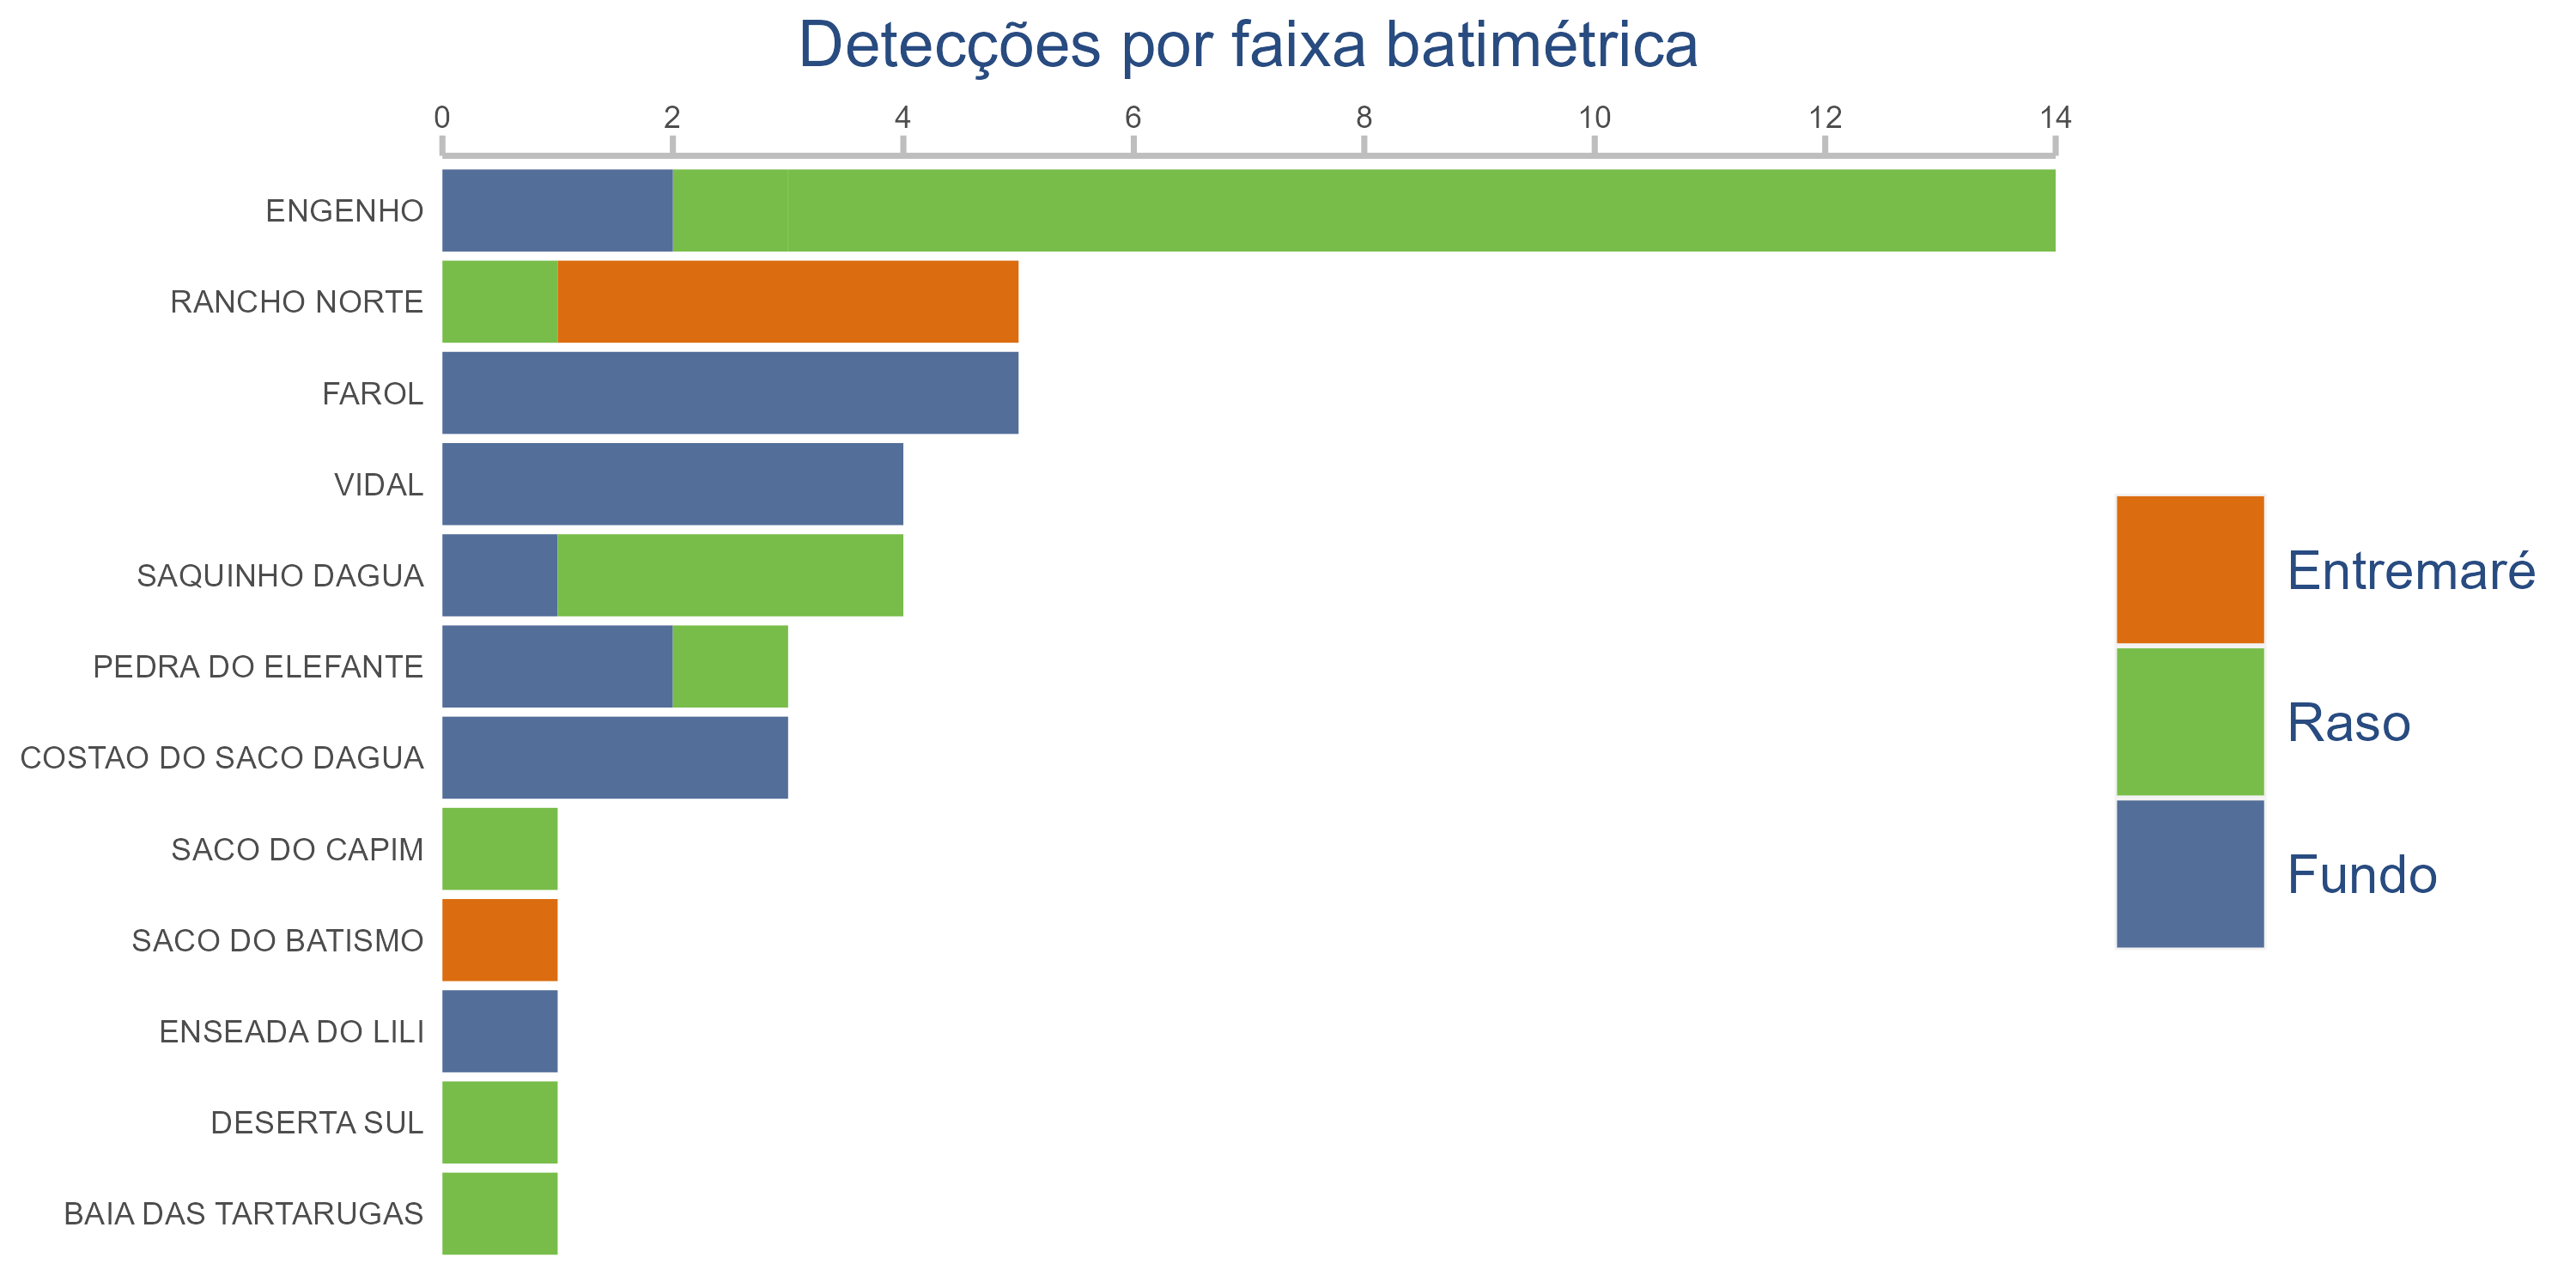 Detecções por faixa batimétrica
0 2 4 6 8 10 12 14
ENGENHO
RANCHO NORTE
FAROL
VIDAL
SAQUINHO DAGUA
PEDRA DO ELEFANTE
COSTAO DO SACO DAGUA
SACO DO CAPIM
SACO DO BATISMO
ENSEADA DO LILI
DESERTA SUL
BAIA DAS TARTARUGAS
Entremaré
Raso
Fundo